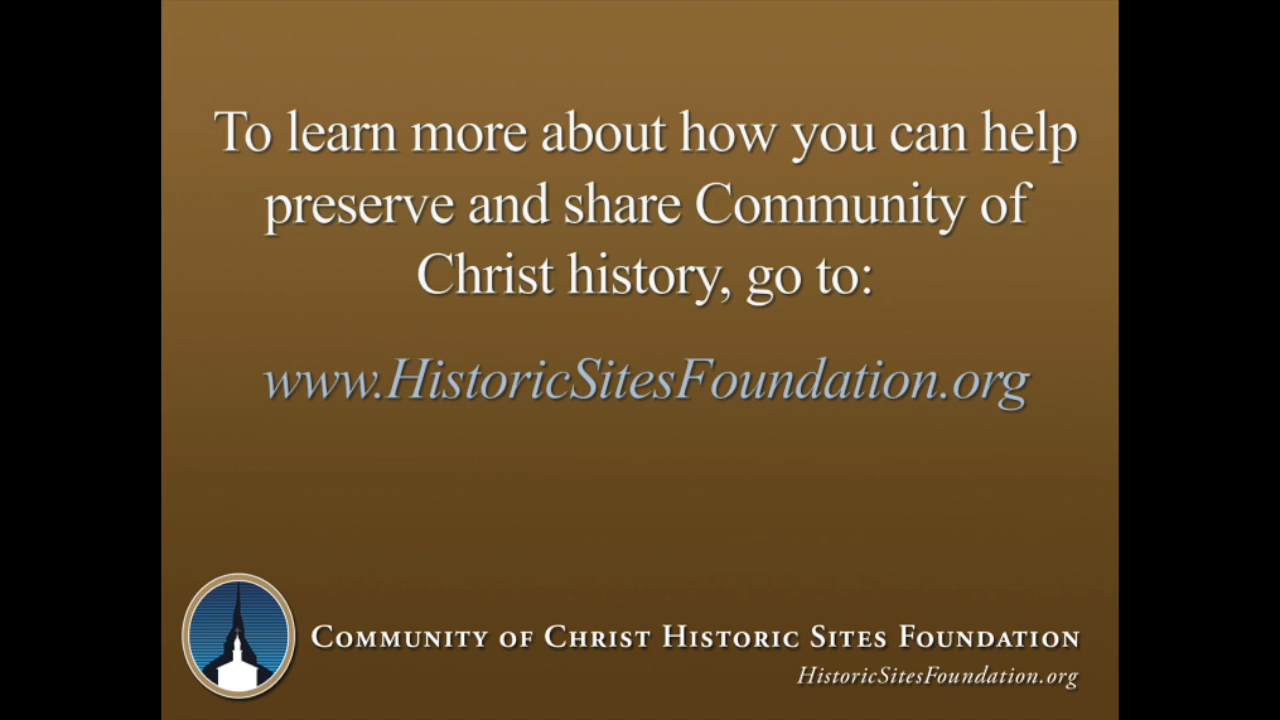 To learn more about how you can help
preserve and share Community of
Christ history, go to:
www.HistoricSitesFoundation.org
Community of Christ Historic Sites Foundation
HistoricSitesFoundation.org